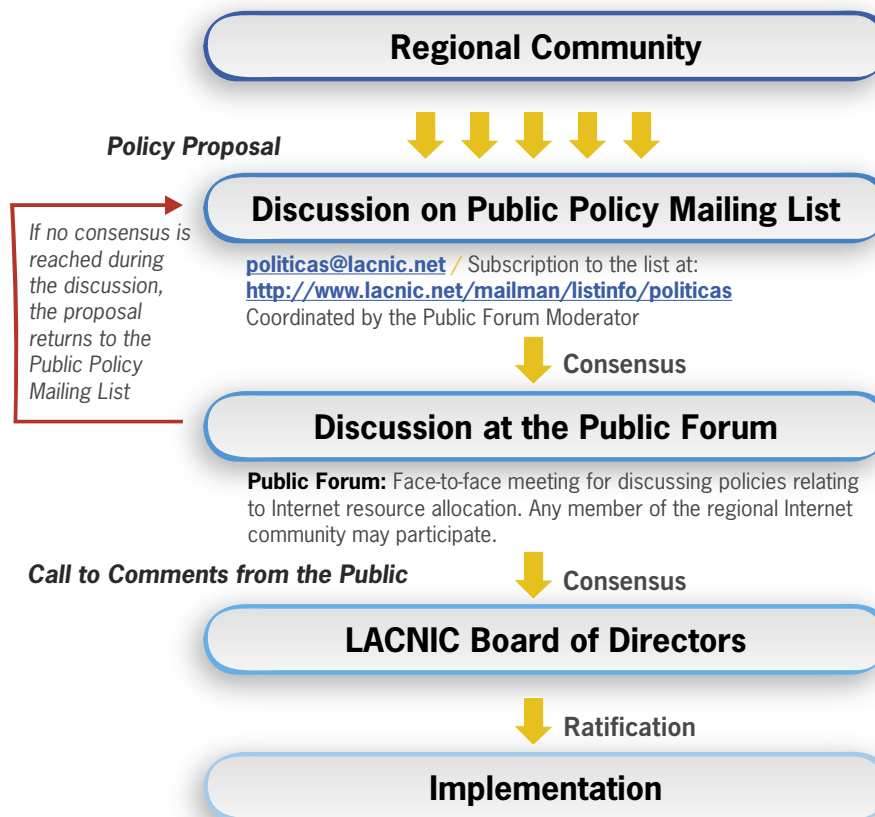 Regional Community
Policy Proposal
Discussion on Public Policy Mailing List
If no consensus is
reached during
the discussion,
the proposal
returns to the
Public Policy
Mailing List
politicas@lacnic.net / Subscription to the list at:
http://www.lacnic.net/mailman/listinfo/politicas
Coordinated by the Public Forum Moderator
Consensus
Discussion at the Public Forum
Public Forum: Face-to-face meeting for discussing policies relating
to Internet resource allocation. Any member of the regional Internet
community may participate.
Call to Comments from the Public
Consensus
LACNIC Board of Directors
Ratification
Implementation